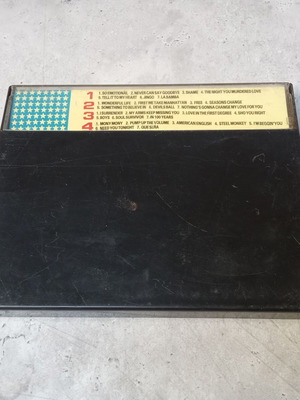 1 1. SO EMOTIONAL 2. NEVER CAN SAY GOODBYE 3. INAME 4. THE NIGHT YOU MURDERED LOVE
5. TELL IT TO MY HEART 6. JINGO 7. LA BAMBA
2 1. WONDERFUL LIFE 2. FIRST WE TAKE MANHATTAN 3. FREE 4. SEASONS CHANGE
5. SOMETHING TO BELIEVE IN 6. DEVILS BALL 7. NOTHING'S GONNA CHANGE MY LOVE FOR YOU
3 1. I SURRENDER 2. MY ARMS KEEP MISSING YOU 3. LOVE IN THE FIRST DEGREE 4. SHO YOU RIGHT
5. BOYS 6. SOUL SURVIVOR 7. IN 100 YEARS
4 1. MONY MONY 2. PUMP UP THE VOLUME 3. AMERICAN ENGLISH 4. STEEL MONKEY 5. I'M BEGGIN' YOU
6. NEED YOU TONIGHT 7. QUE SERA